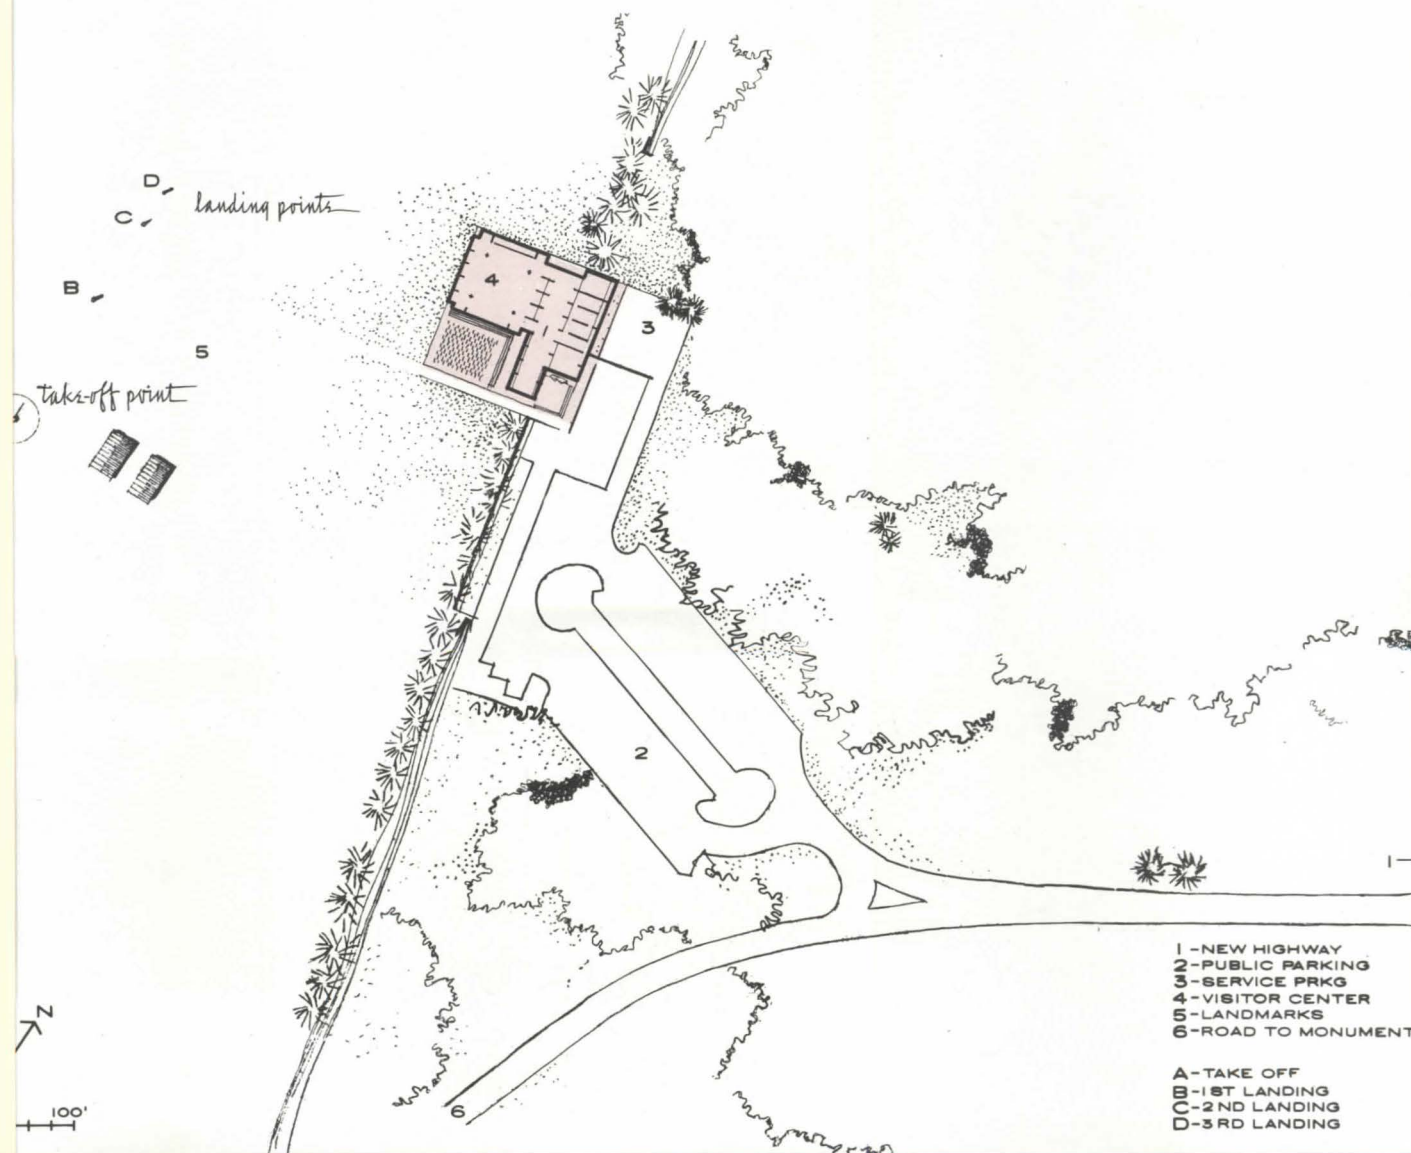 D
landing points
C
4
B
3
5
take-off point
2
1
1-NEW HIGHWAY
2-PUBLIC PARKING
3-SERVICE PRKG
4-VISITOR CENTER
5-LANDMARKS
6-ROAD TO MONUMENT
N
A-TAKE OFF
B-1ST LANDING
C-2ND LANDING
D-3RD LANDING
100'
6